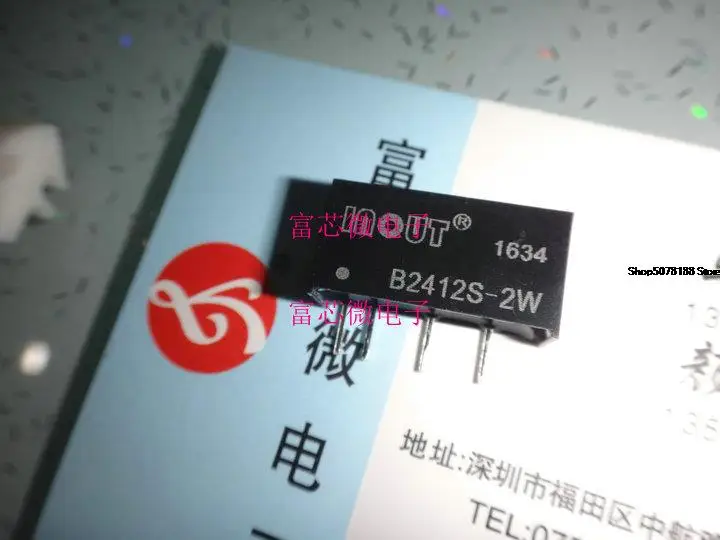 富
富芯微电子
INOUT®
1634
B2412S-2W
富芯微电子
Shop5078188 Store
微
电
地址:深圳市福田区中航
TEL:07